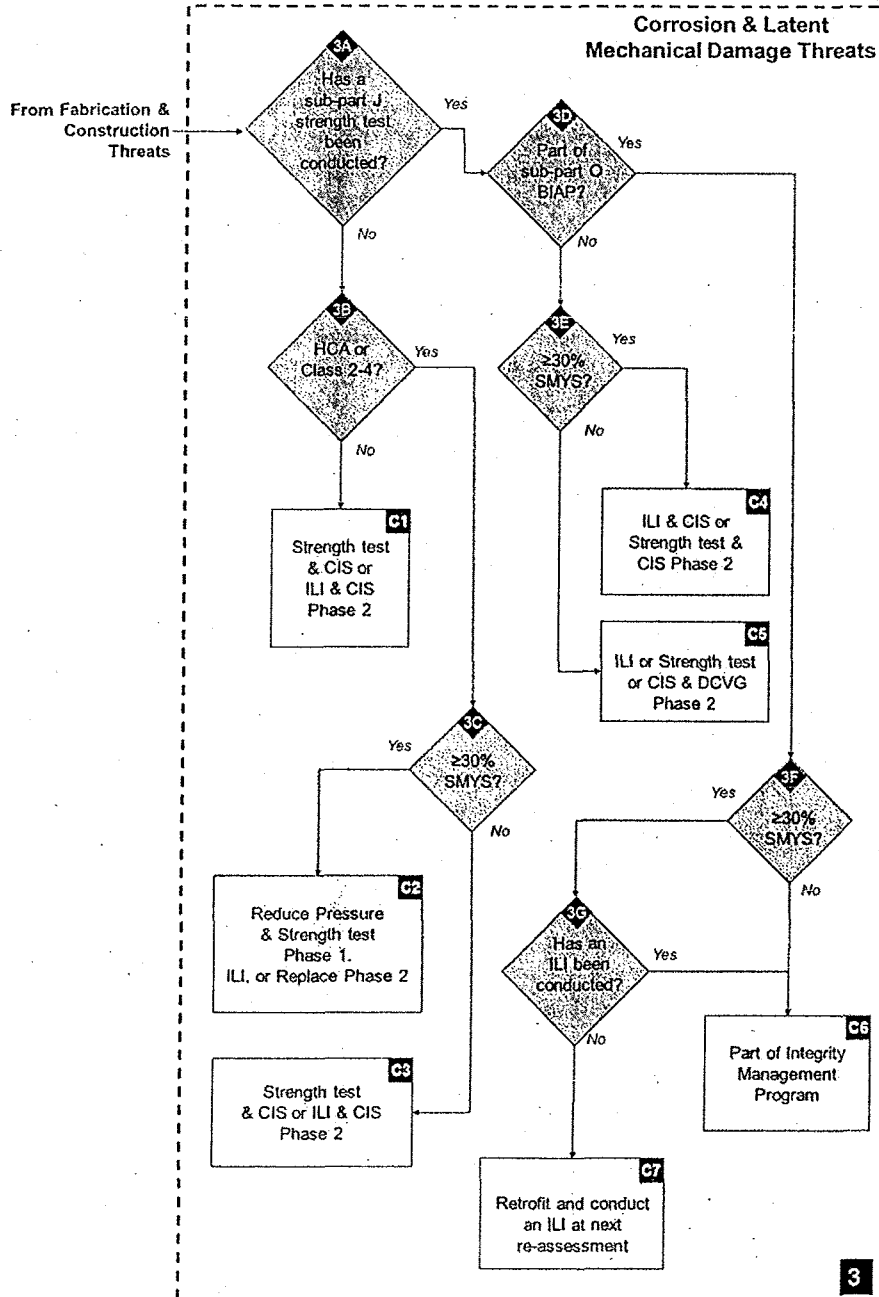 Corrosion & Latent
Mechanical Damage Threats
From Fabrication &
Construction
Threats
3A
Has a
sub-part J
strength test
been
conducted?
Yes
No
3D
Part of
sub-part O
BIAP?
Yes
No
3B
HCA or
Class 2-4?
Yes
No
3E
≥30%
SMYS?
Yes
No
C1
Strength test
& CIS or
ILI & CIS
Phase 2
C4
ILI & CIS or
Strength test &
CIS Phase 2
C5
ILI or Strength test
or CIS & DCVG
Phase 2
3C
≥30%
SMYS?
Yes
No
3F
≥30%
SMYS?
Yes
No
C2
Reduce Pressure
& Strength test
Phase 1.
ILI, or Replace Phase 2
3G
Has an
ILI been
conducted?
Yes
No
C6
Part of Integrity
Management
Program
C3
Strength test
& CIS or ILI & CIS
Phase 2
C7
Retrofit and conduct
an ILI at next
re-assessment
3